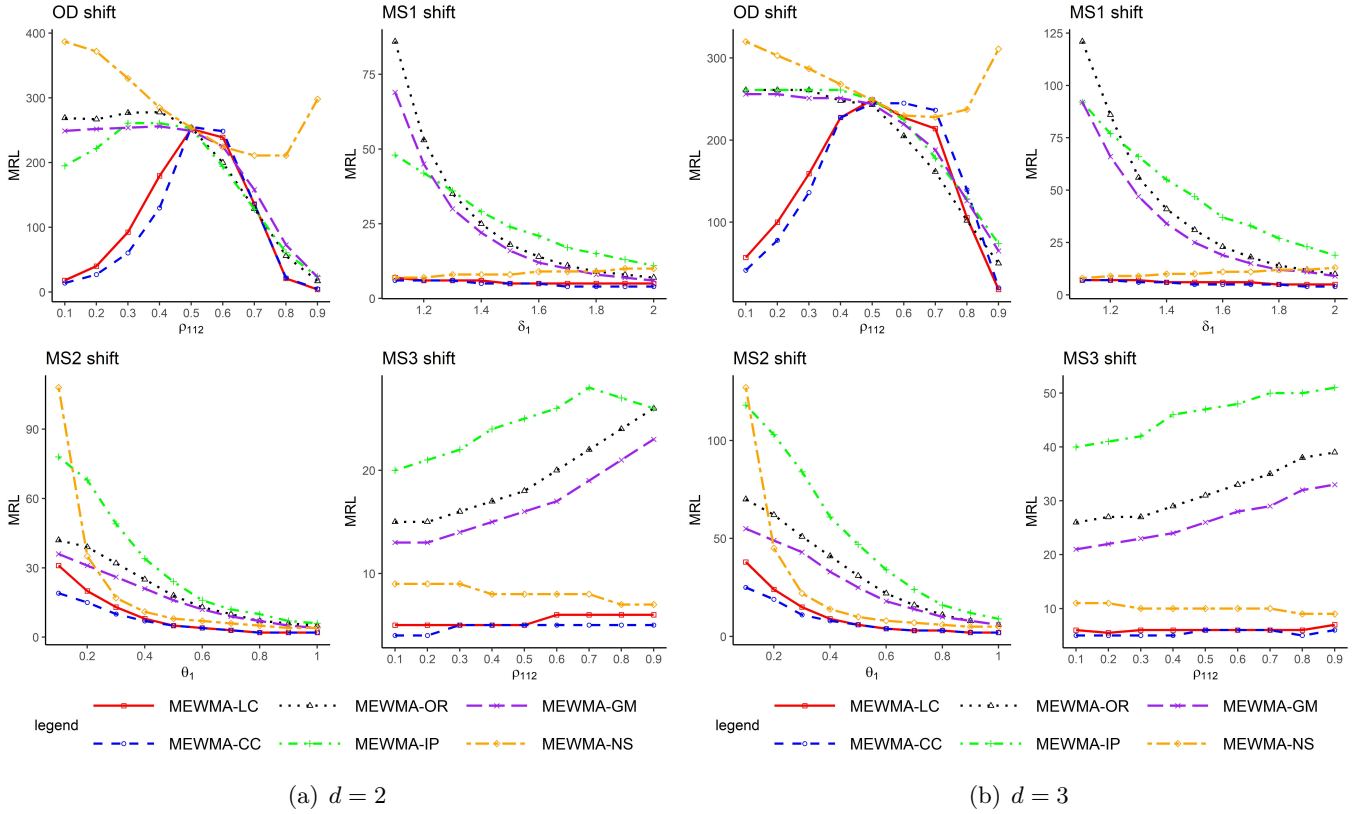 OD shift
MRL
400
300
200
100
0
0.1 0.2 0.3 0.4 0.5 0.6 0.7 0.8 0.9
ρ112
MS1 shift
MRL
75
50
25
0
1.2 1.4 1.6 1.8 2
δ1
MS2 shift
MRL
90
60
30
0
0.2 0.4 0.6 0.8 1
θ1
MS3 shift
MRL
20
10
0.1 0.2 0.3 0.4 0.5 0.6 0.7 0.8 0.9
ρ112
legend
MEWMA-LC MEWMA-OR MEWMA-GM
MEWMA-CC MEWMA-IP MEWMA-NS
(a) d = 2
OD shift
MRL
300
200
100
0.1 0.2 0.3 0.4 0.5 0.6 0.7 0.8 0.9
ρ112
MS1 shift
MRL
125
100
75
50
25
0
1.2 1.4 1.6 1.8 2
δ1
MS2 shift
MRL
100
50
0
0.2 0.4 0.6 0.8 1
θ1
MS3 shift
MRL
50
40
30
20
10
0.1 0.2 0.3 0.4 0.5 0.6 0.7 0.8 0.9
ρ112
legend
MEWMA-LC MEWMA-OR MEWMA-GM
MEWMA-CC MEWMA-IP MEWMA-NS
(b) d = 3